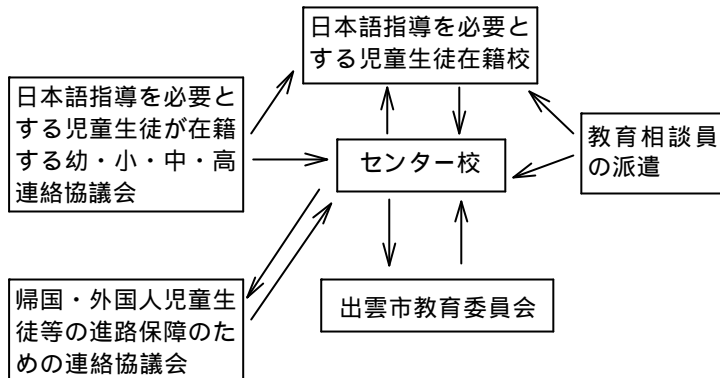 日本語指導を必要と
する児童生徒在籍校
日本語指導を必要と
する児童生徒が在籍
する幼・小・中・高
連絡協議会
センター校
教育相談員
の派遣
帰国・外国人児童生
徒等の進路保障のた
めの連絡協議会
出雲市教育委員会